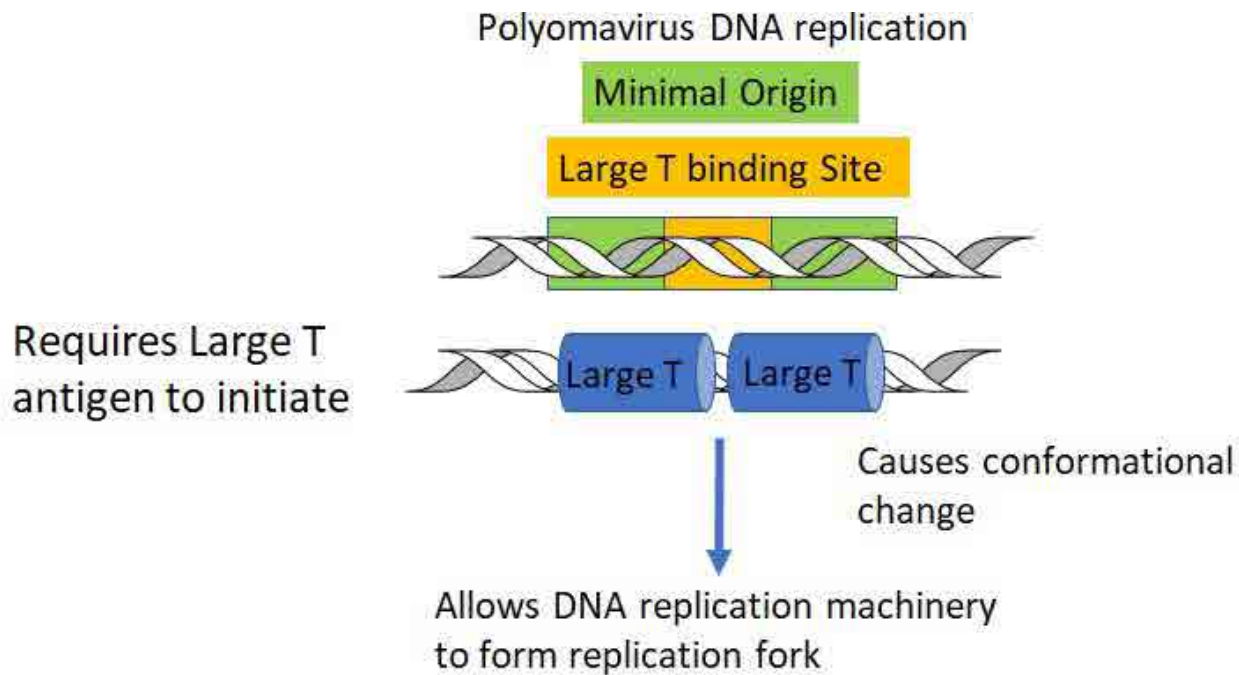 Polyomavirus DNA replication
Minimal Origin
Large T binding Site
Requires Large T
antigen to initiate
Large T
Large T
Causes conformational
change
Allows DNA replication machinery
to form replication fork